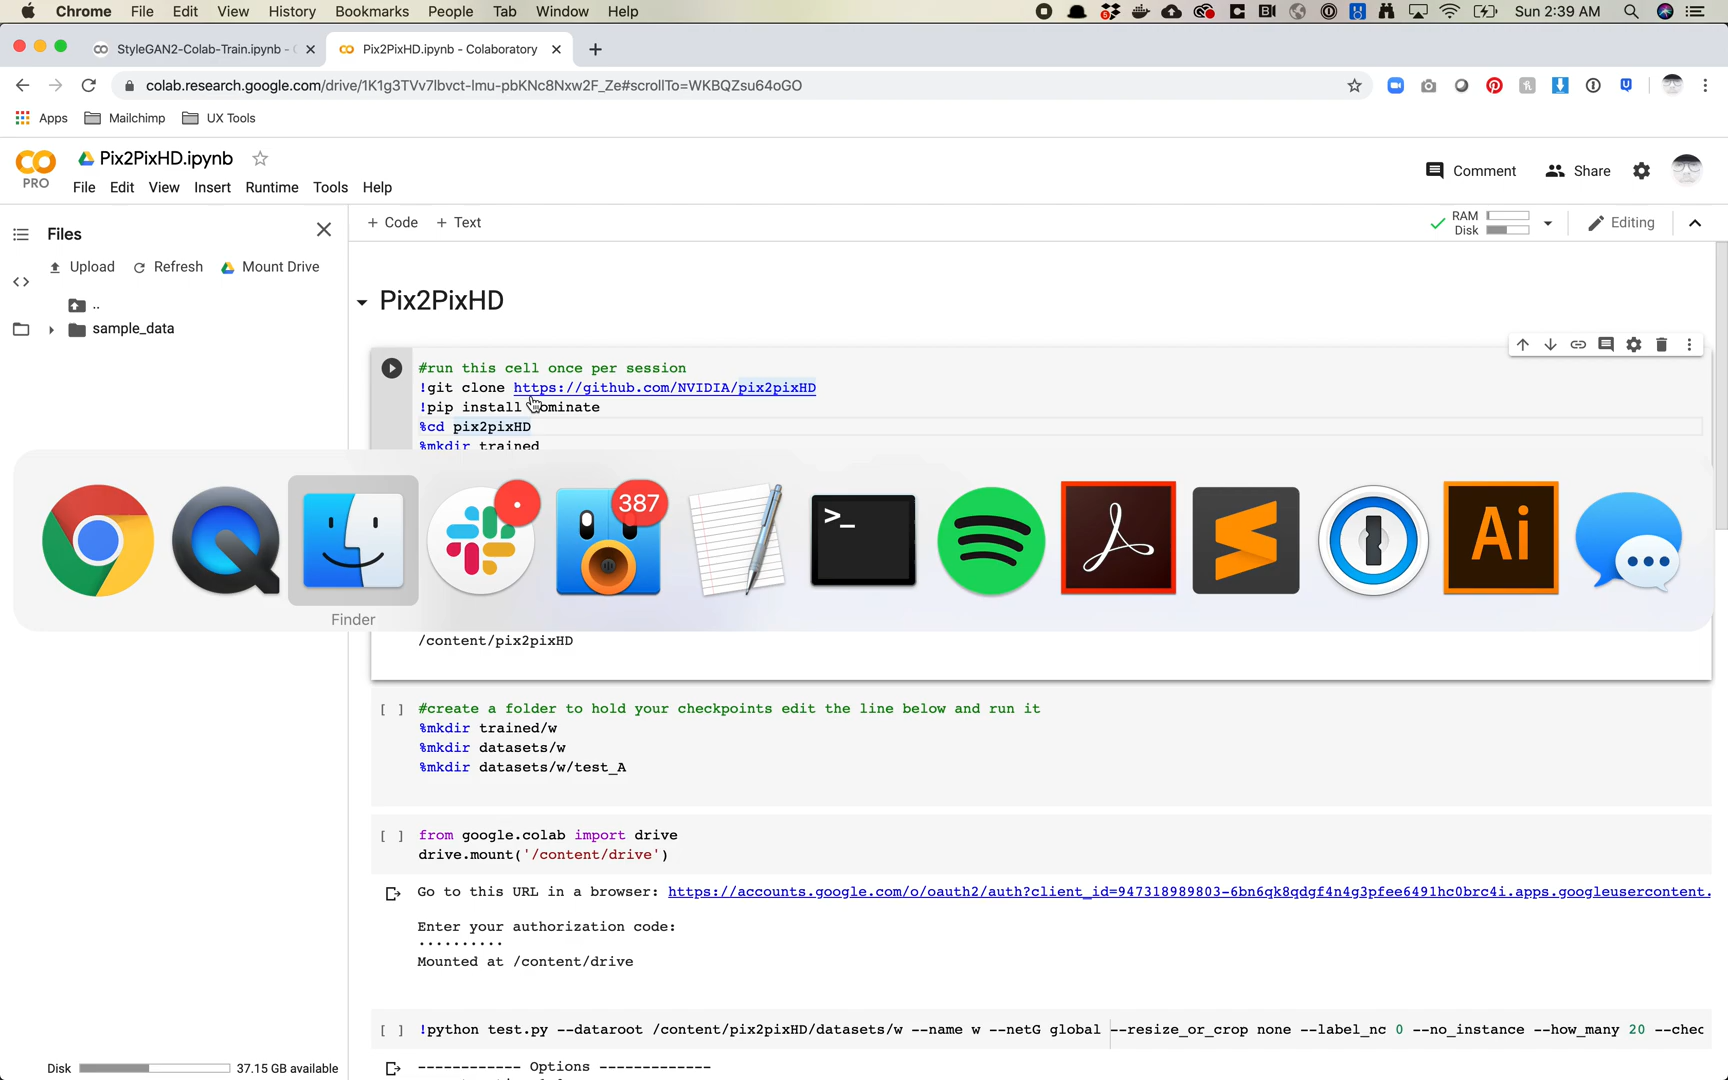 Chrome File Edit View History Bookmarks People Tab Window Help Sun 2:39 AM
StyleGAN2-Colab-Train.ipynb - Pix2PixHD.ipynb - Colaboratory
colab.research.google.com/drive/1K1g3TVv7lbvct-lmu-pbKNc8Nxw2F_Ze#scrollTo=WKBQZsu64oGO
Apps Mailchimp UX Tools
Pix2PixHD.ipynb
PRO
File Edit View Insert Runtime Tools Help
Comment Share
Files
+ Code + Text
RAM
Disk
Editing
Upload Refresh Mount Drive
..
sample_data
Pix2PixHD
#run this cell once per session
!git clone https://github.com/NVIDIA/pix2pixHD
!pip install ominate
%cd pix2pixHD
%mkdir trained
387
>_
Ai
Finder
/content/pix2pixHD
[ ] #create a folder to hold your checkpoints edit the line below and run it
%mkdir trained/w
%mkdir datasets/w
%mkdir datasets/w/test_A
[ ] from google.colab import drive
drive.mount('/content/drive')
Go to this URL in a browser: https://accounts.google.com/o/oauth2/auth?client_id=947318989803-6bn6qk8qdgf4n4g3pfee6491hc0brc4i.apps.googleusercontent.
Enter your authorization code:
··········
Mounted at /content/drive
[ ] !python test.py --dataroot /content/pix2pixHD/datasets/w --name w --netG global --resize_or_crop none --label_nc 0 --no_instance --how_many 20 --chec
------------ Options -------------
Disk 37.15 GB available